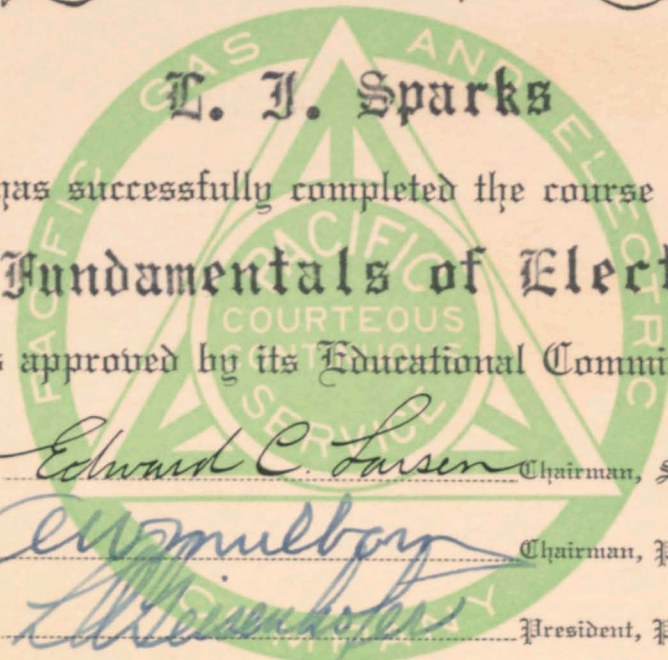 PACIFIC GAS AND ELECTRIC COMPANY
L. J. Sparks
has successfully completed the course
Fundamentals of Elect
s approved by its Educational Commi
PACIFIC
COURTEOUS
CONTINUOUS
SERVICE
Edward C. Larsen Chairman, S
Chairman, P
President, P